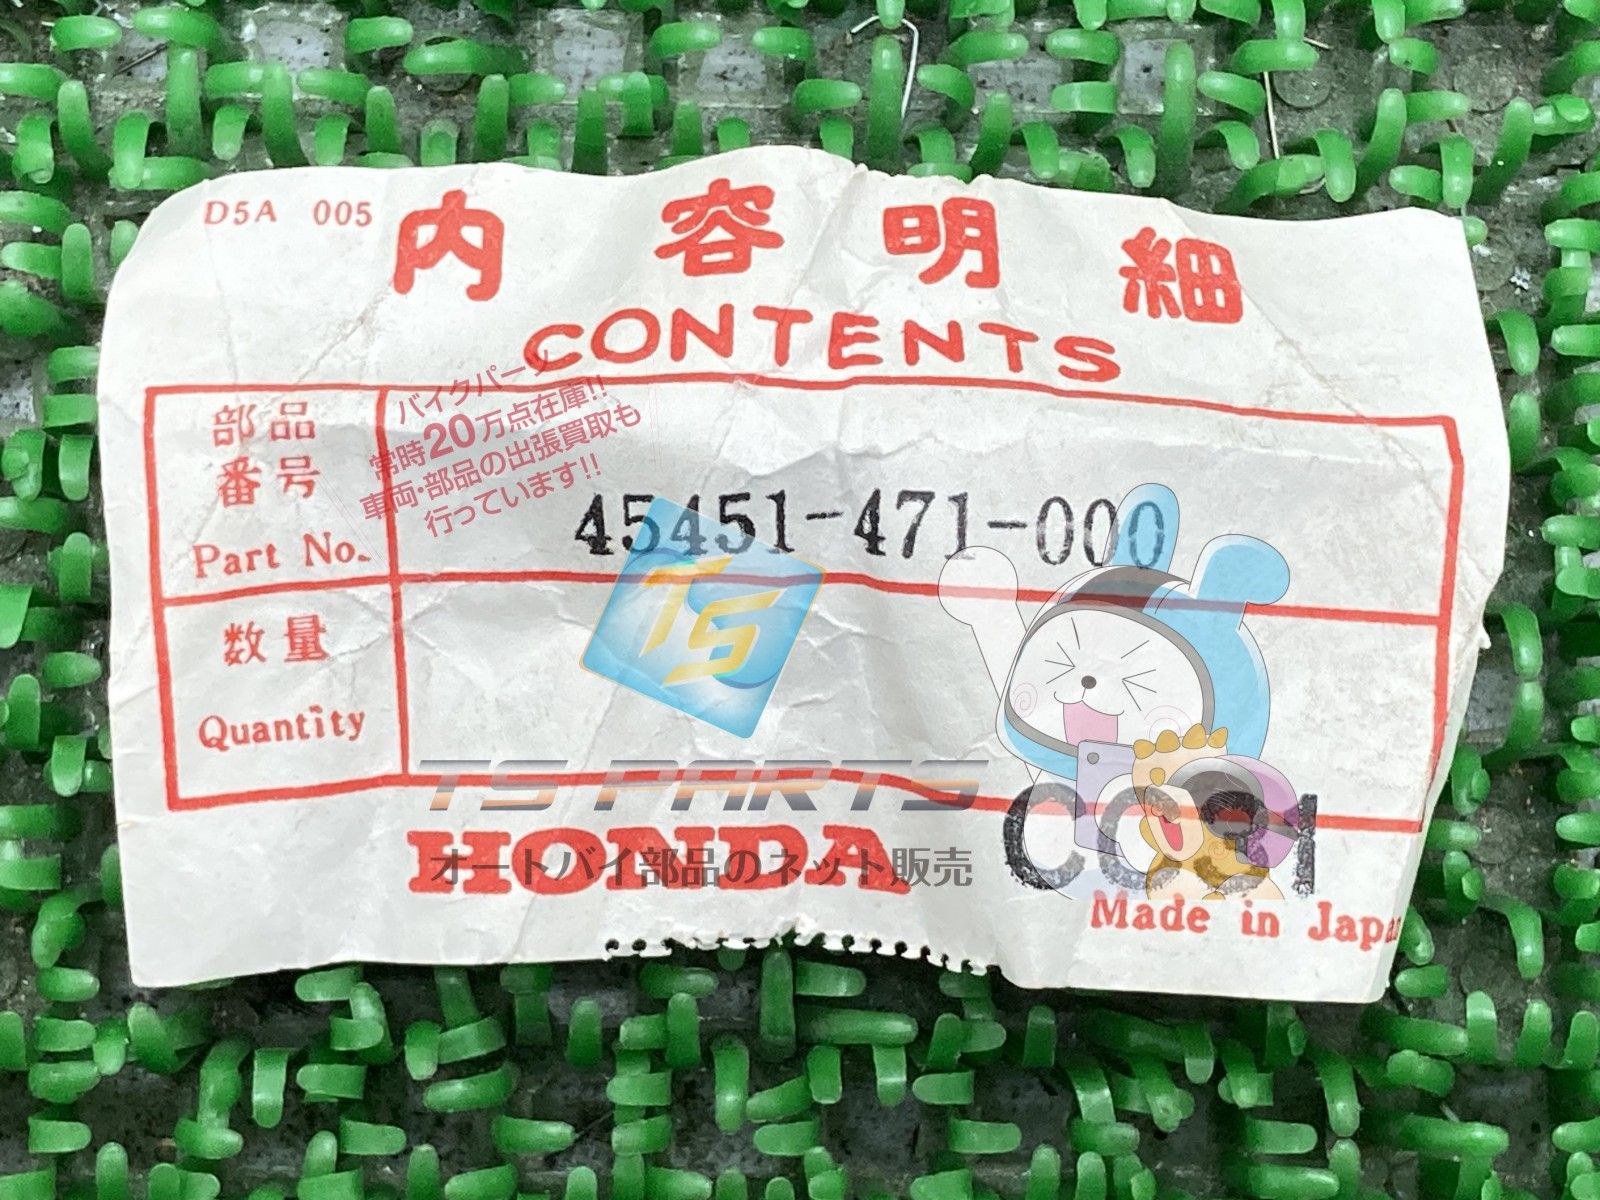 D5A 005
内容明細
CONTENTS
部品
番号
Part No.
45451-471-000
バイクパーツ
常時20万点在庫!!
車両・部品の出張買取も
行っています!!
数量
Quantity
TS
TS PARTS
HONDA
オートバイ部品のネット販売
Made in Japan